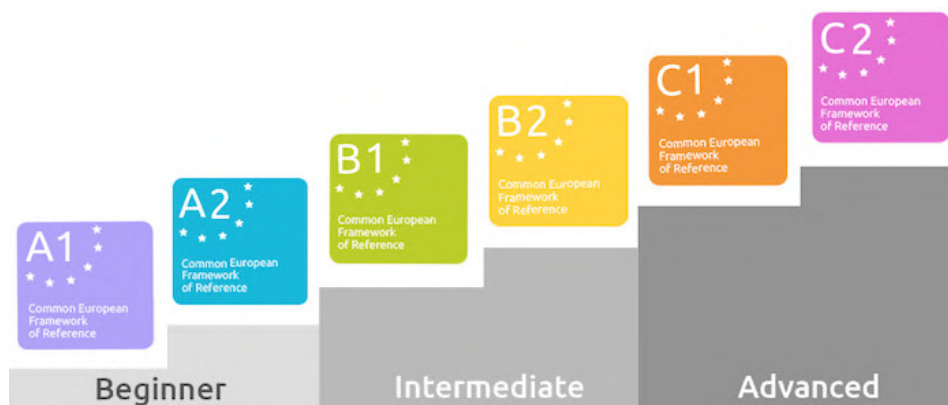 A1
Common European
Framework
of Reference
A2
Common European
Framework
of Reference
B1
Common European
Framework
of Reference
B2
Common European
Framework
of Reference
C1
Common European
Framework
of Reference
C2
Common European
Framework
of Reference
Beginner
Intermediate
Advanced